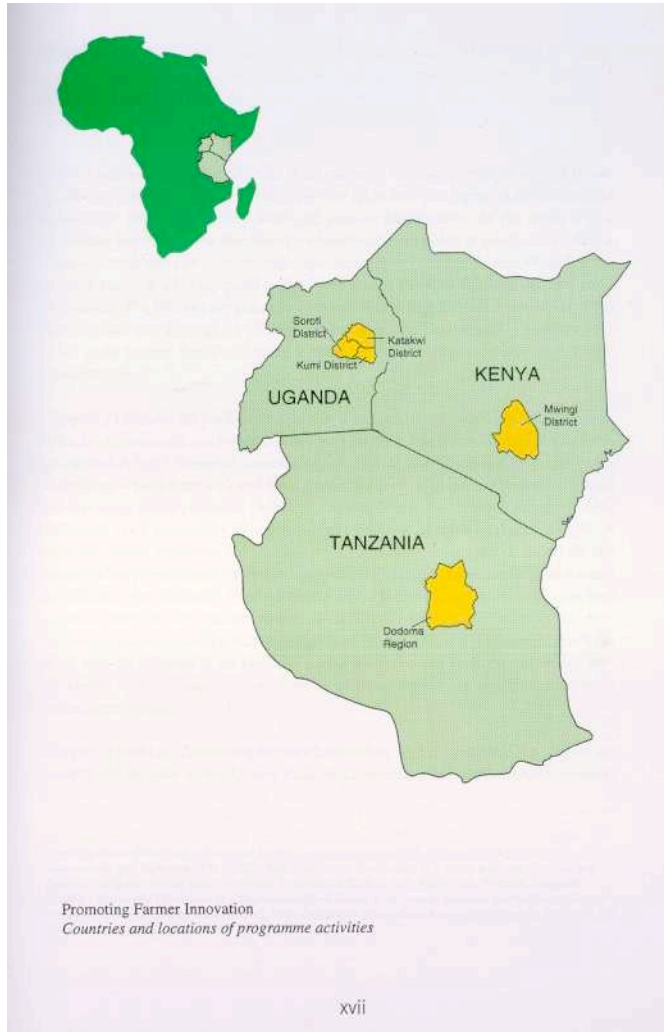 Soroti
District
Katakwi
District
Kumi District
UGANDA
KENYA
Mwingi
District
TANZANIA
Dodoma
Region
Promoting Farmer Innovation
Countries and locations of programme activities
xvii